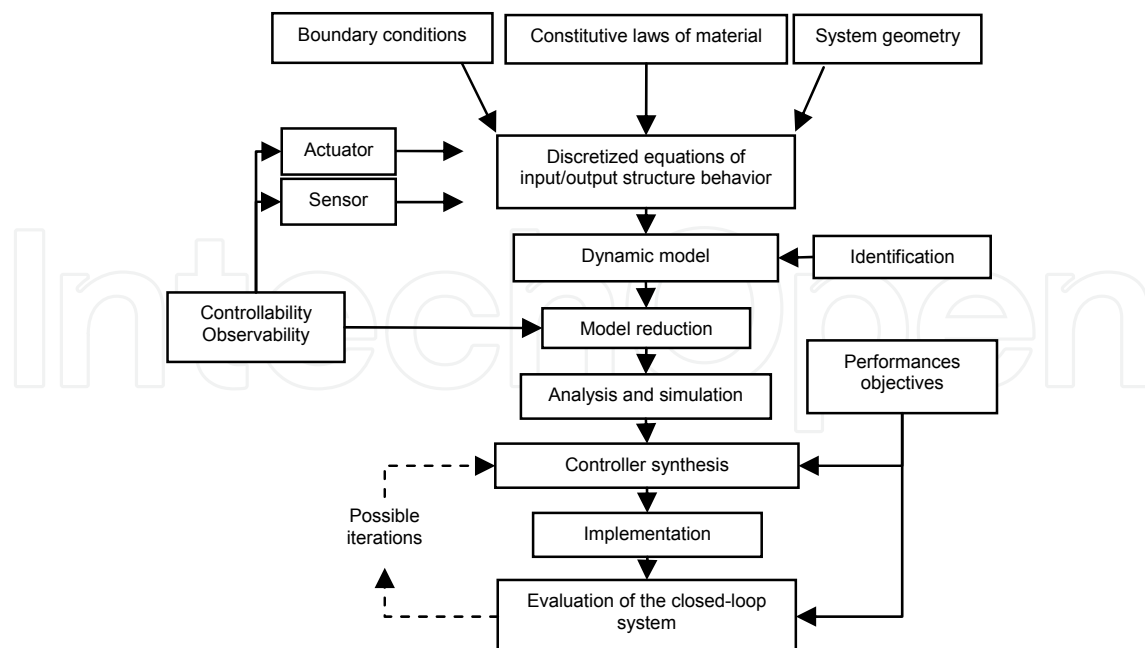 Boundary conditions
Constitutive laws of material
System geometry
Actuator
Discretized equations of
input/output structure behavior
Sensor
Dynamic model
Identification
Controllability
Observability
Model reduction
Performances
objectives
Analysis and simulation
Controller synthesis
Possible
iterations
Implementation
Evaluation of the closed-loop
system
IntechOpen